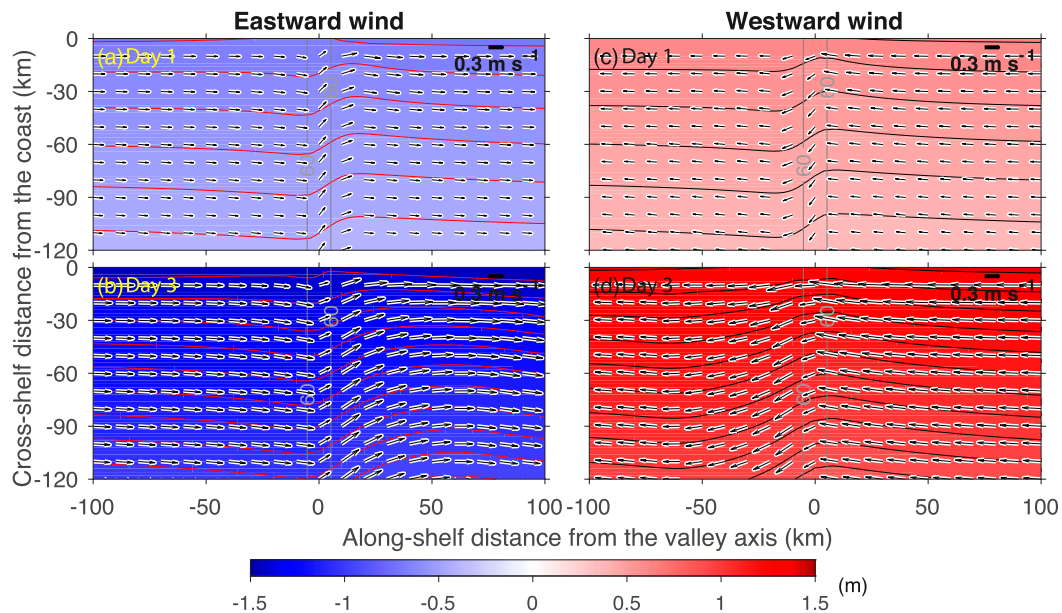 Eastward wind
Westward wind
Cross-shelf distance from the coast (km)
0
-30
-60
-90
-120
(a) Day 1
0.3 m s⁻¹
60
60
(c) Day 1
0.3 m s⁻¹
60
60
0
-30
-60
-90
-120
(b) Day 3
0.3 m s⁻¹
60
60
(d) Day 3
0.3 m s⁻¹
60
60
-100 -50 0 50 100
-100 -50 0 50 100
Along-shelf distance from the valley axis (km)
-1.5 -1 -0.5 0 0.5 1 1.5
(m)